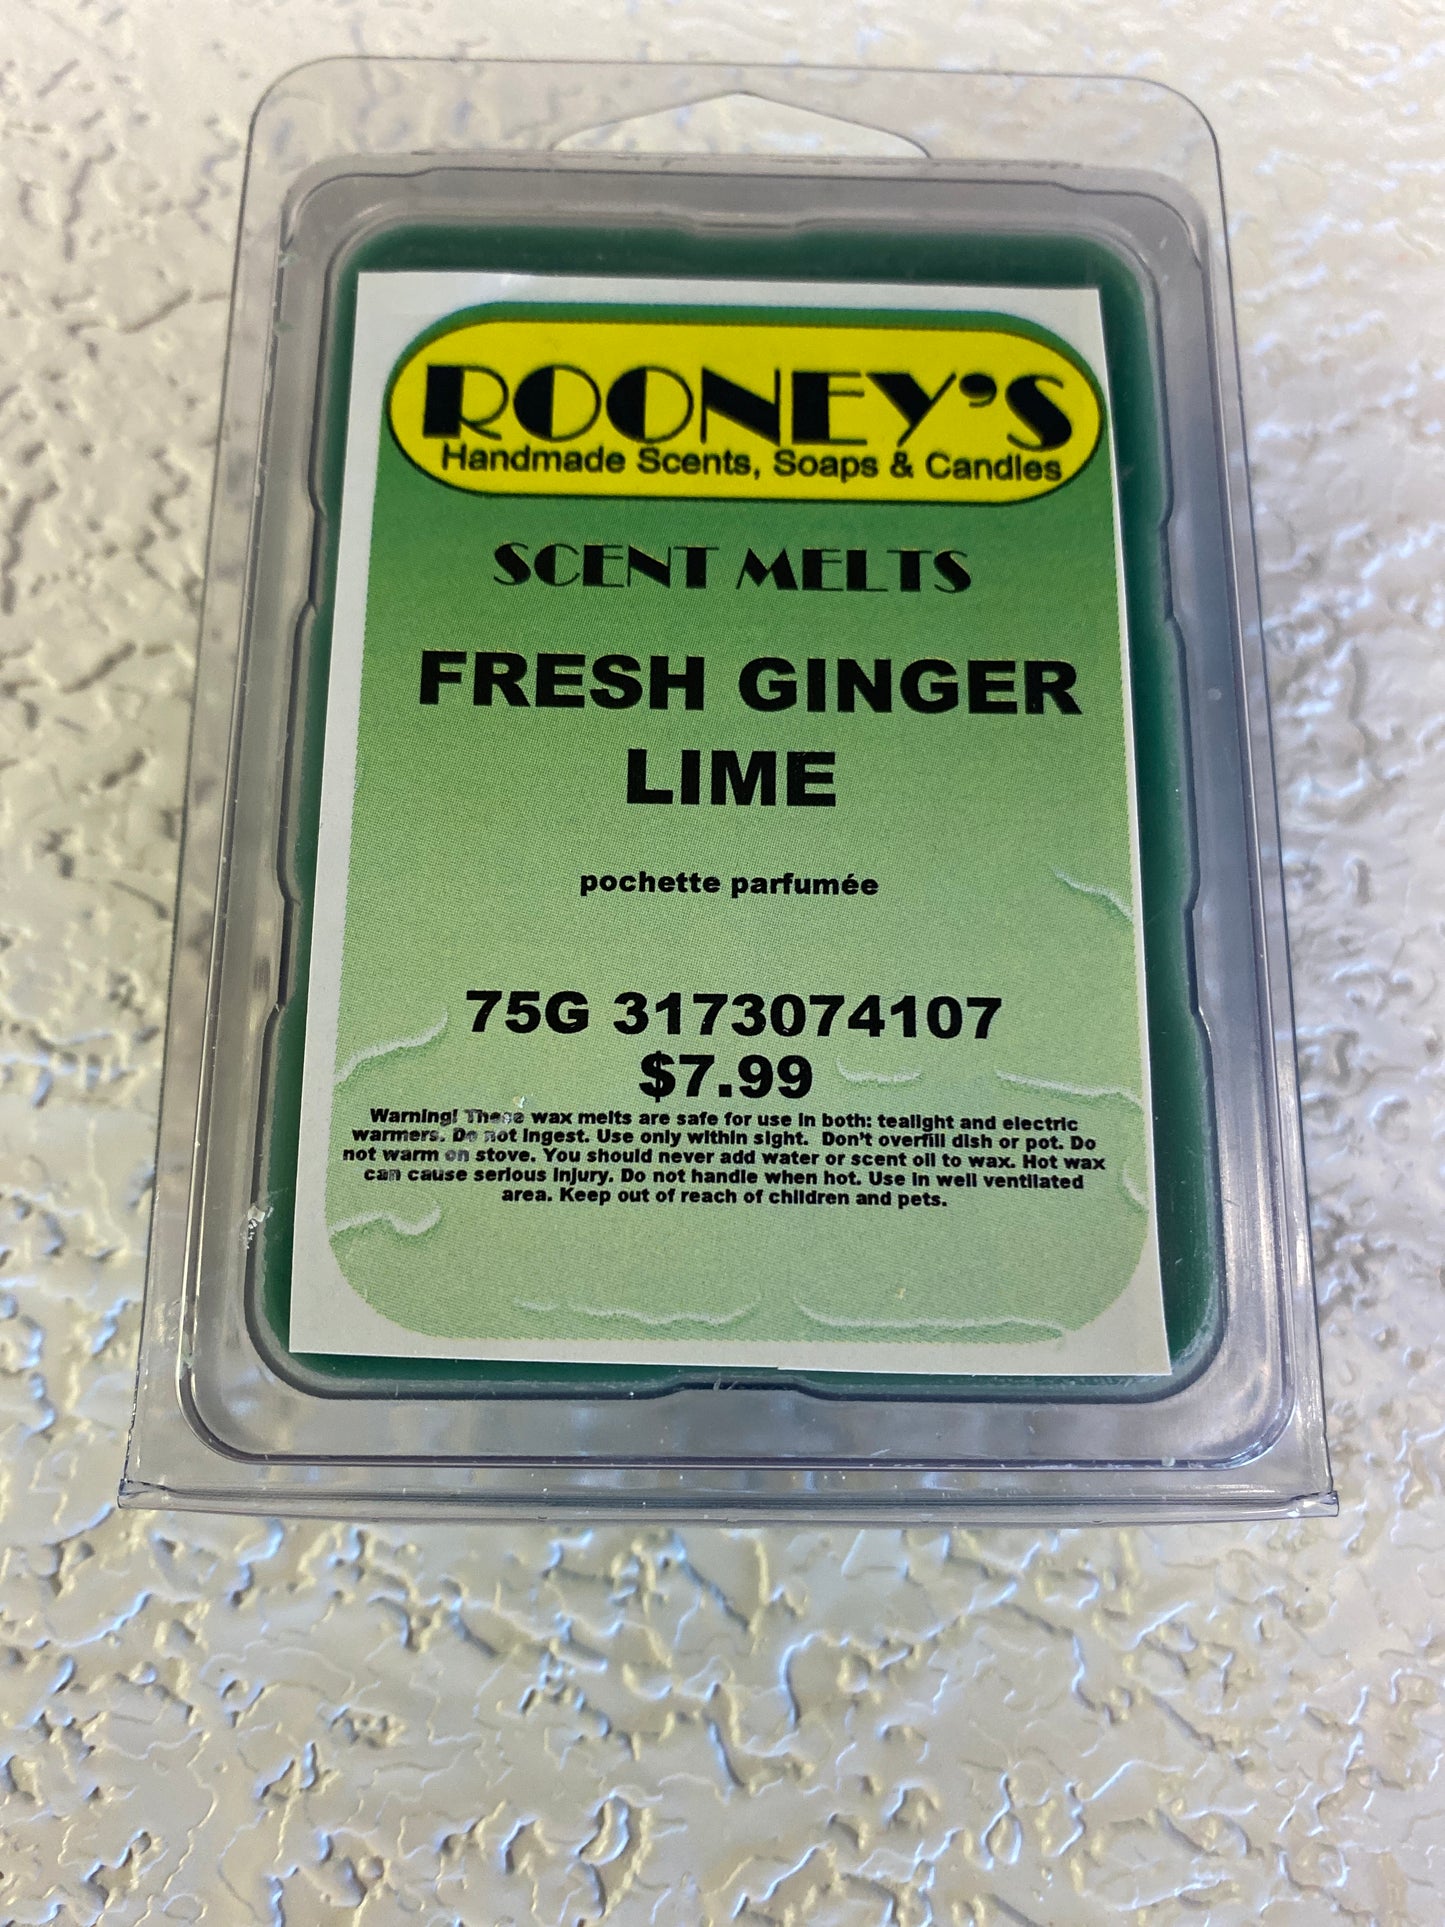 ROONEY'S
Handmade Scents, Soaps & Candles
SCENT MELTS
FRESH GINGER
LIME
pochette parfumée
75G 3173074107
$7.99
Warning! These wax melts are safe for use in both: tealight and electric
warmers. Do not ingest. Use only within sight. Don't overfill dish or pot. Do
not warm on stove. You should never add water or scent oil to wax. Hot wax
can cause serious injury. Do not handle when hot. Use in well ventilated
area. Keep out of reach of children and pets.